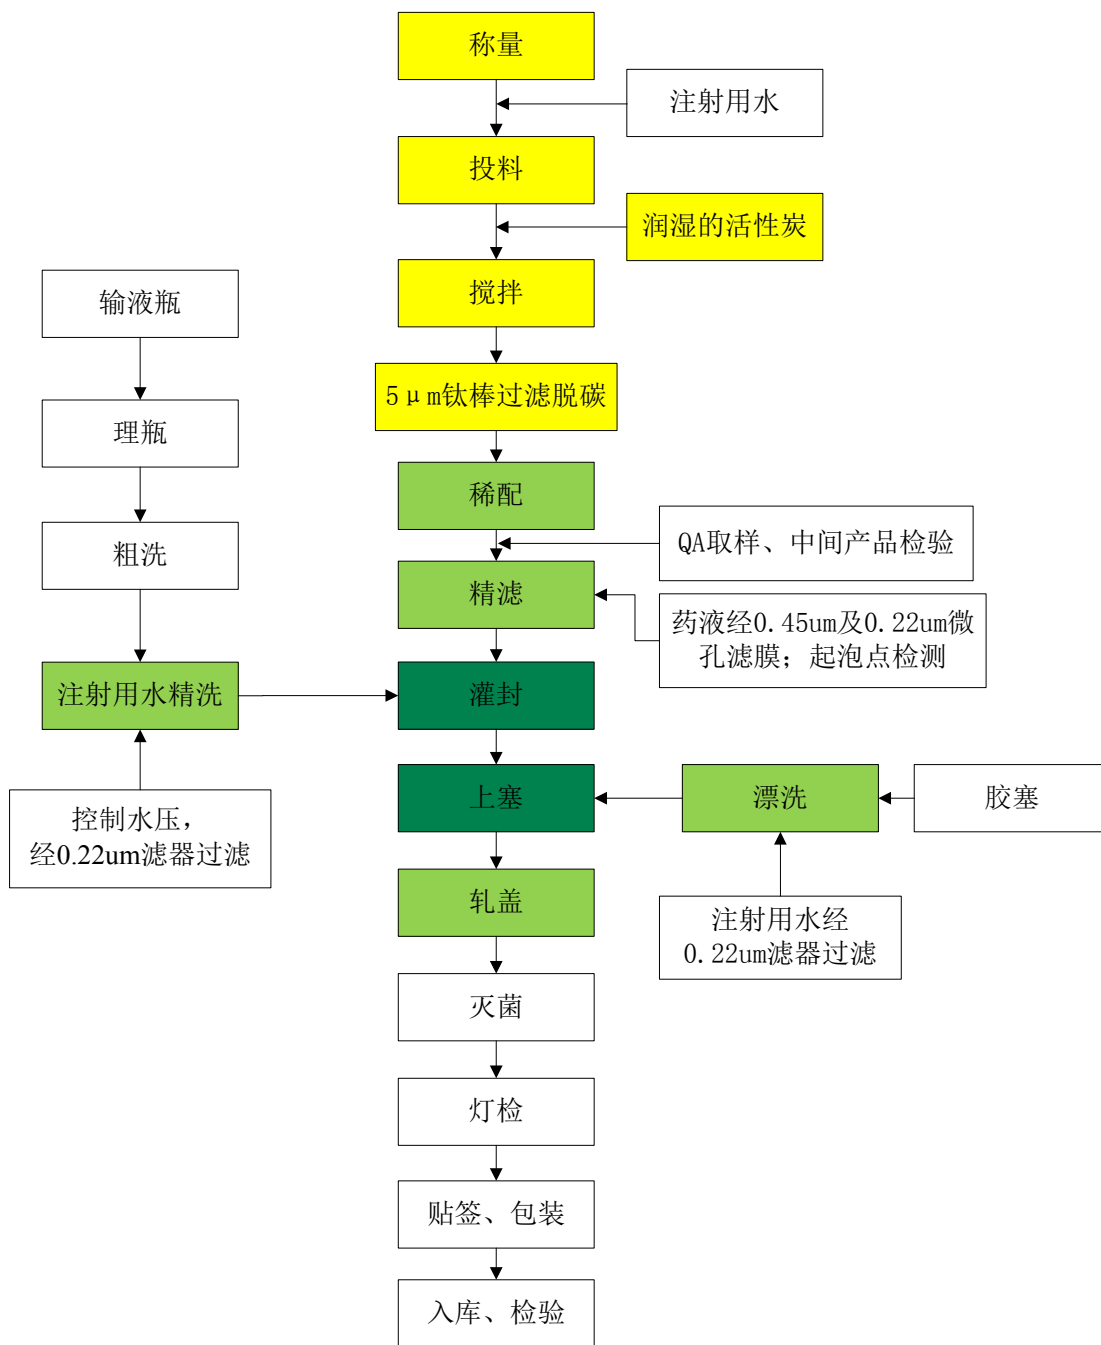 称量
注射用水
投料
润湿的活性炭
搅拌
输液瓶
5μm钛棒过滤脱碳
理瓶
稀配
QA取样、中间产品检验
粗洗
精滤
药液经0.45um及0.22um微
孔滤膜；起泡点检测
注射用水精洗
灌封
上塞
漂洗
胶塞
控制水压，
经0.22um滤器过滤
轧盖
注射用水经
0.22um滤器过滤
灭菌
灯检
贴签、包装
入库、检验